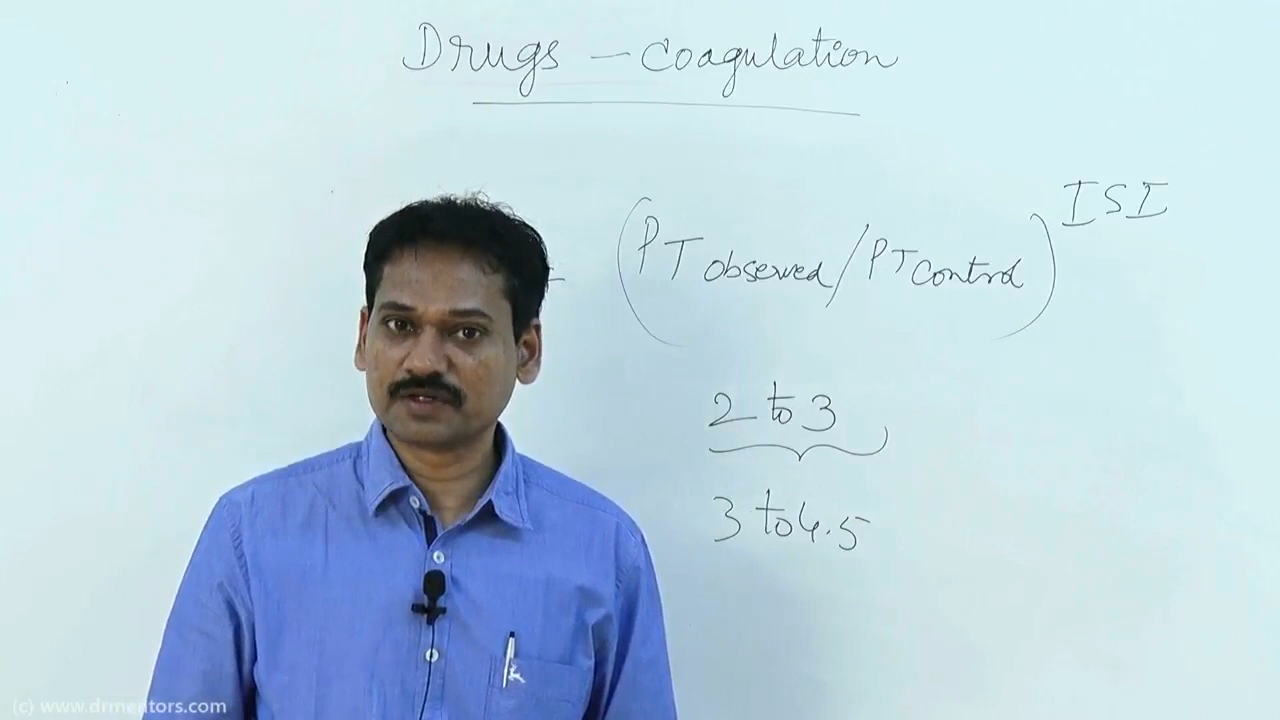 Drugs - Coagulation
(PT observed / PT Control) ISI
2 to 3
3 to 4.5
(c) www.drmentors.com